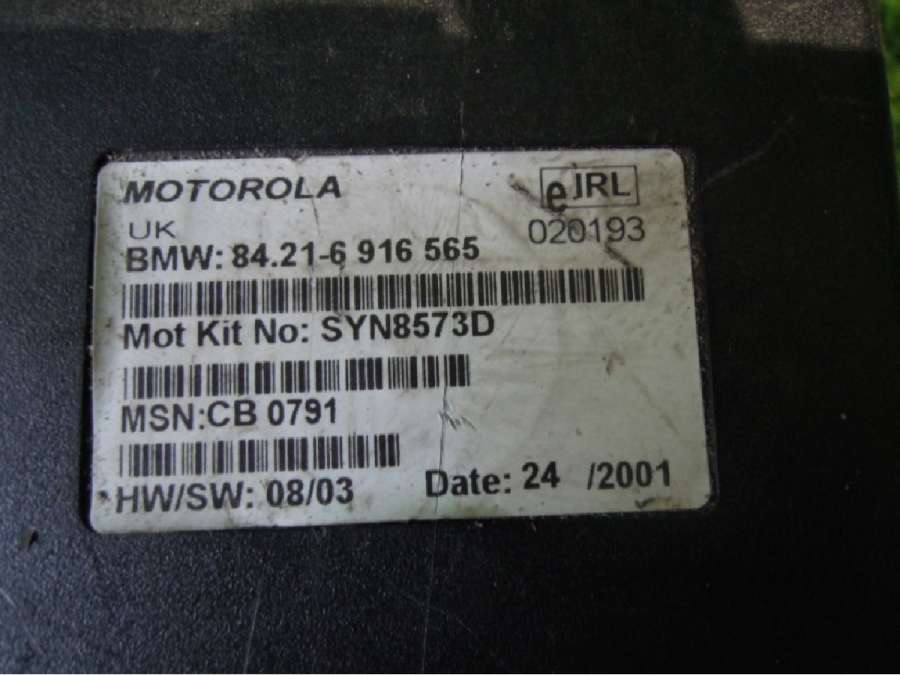 MOTOROLA
e JRL
UK
020193
BMW: 84.21-6 916 565
Mot Kit No: SYN8573D
MSN:CB 0791
HW/SW: 08/03
Date: 24 /2001